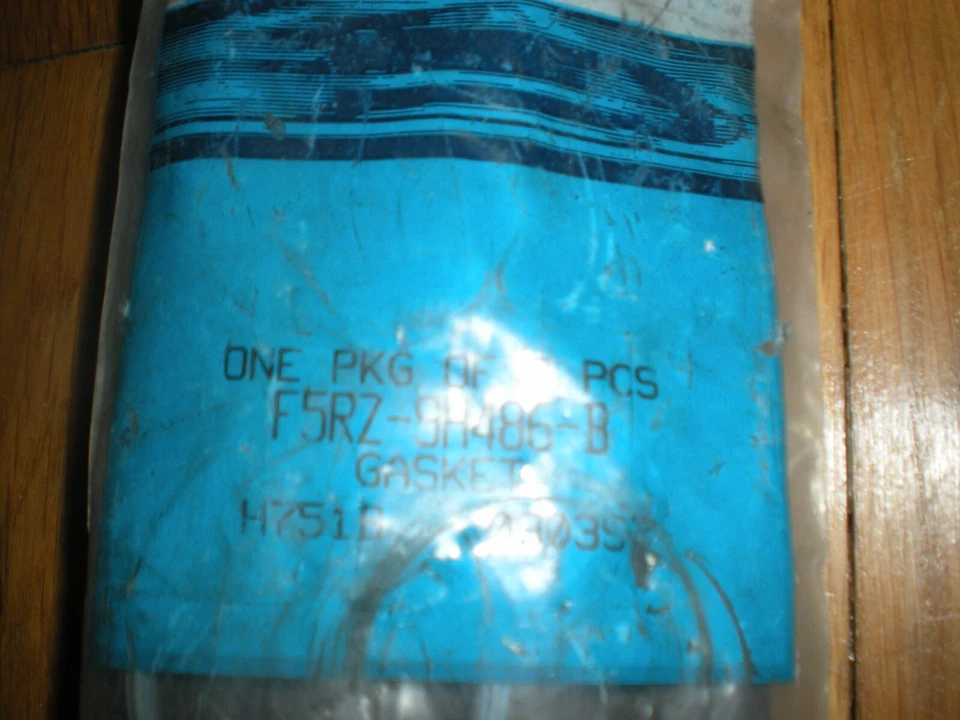 ONE PKG OF PCS
F5RZ-9H486-B
GASKET